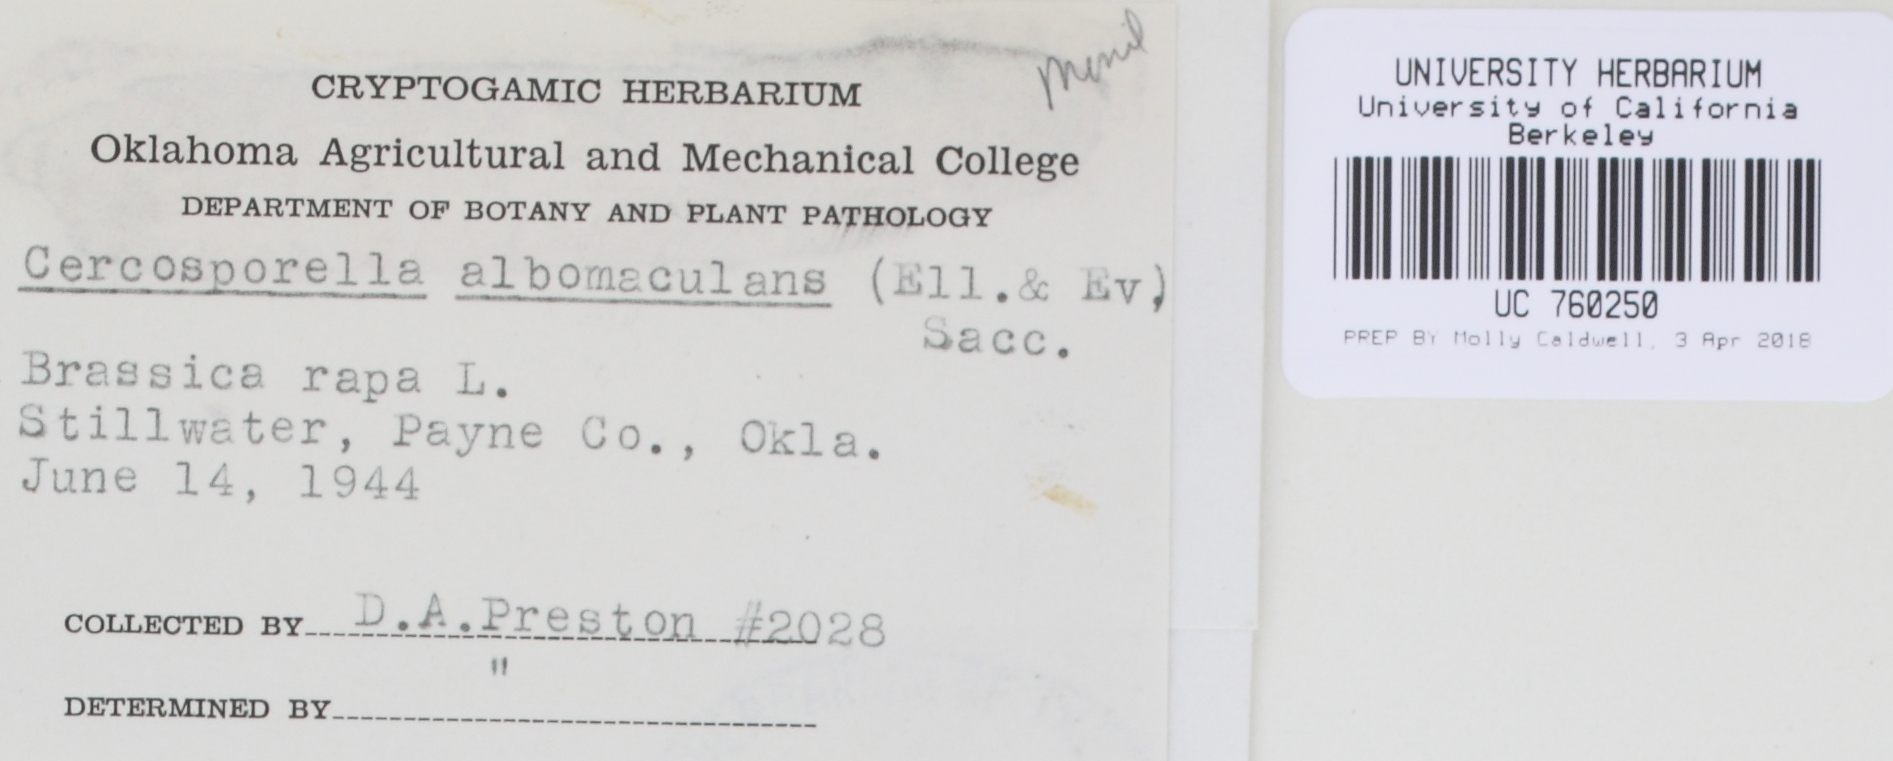 CRYPTOGAMIC HERBARIUM
Oklahoma Agricultural and Mechanical College
DEPARTMENT OF BOTANY AND PLANT PATHOLOGY
Cercosporella albomaculans (Ell.& Ev)
Sacc.
Brassica rapa L.
Stillwater, Payne Co., Okla.
June 14, 1944
COLLECTED BY D.A.Preston #2028
"
DETERMINED BY
UNIVERSITY HERBARIUM
University of California
Berkeley
UC 760250
PREP BY Molly Caldwell, 3 Apr 2018